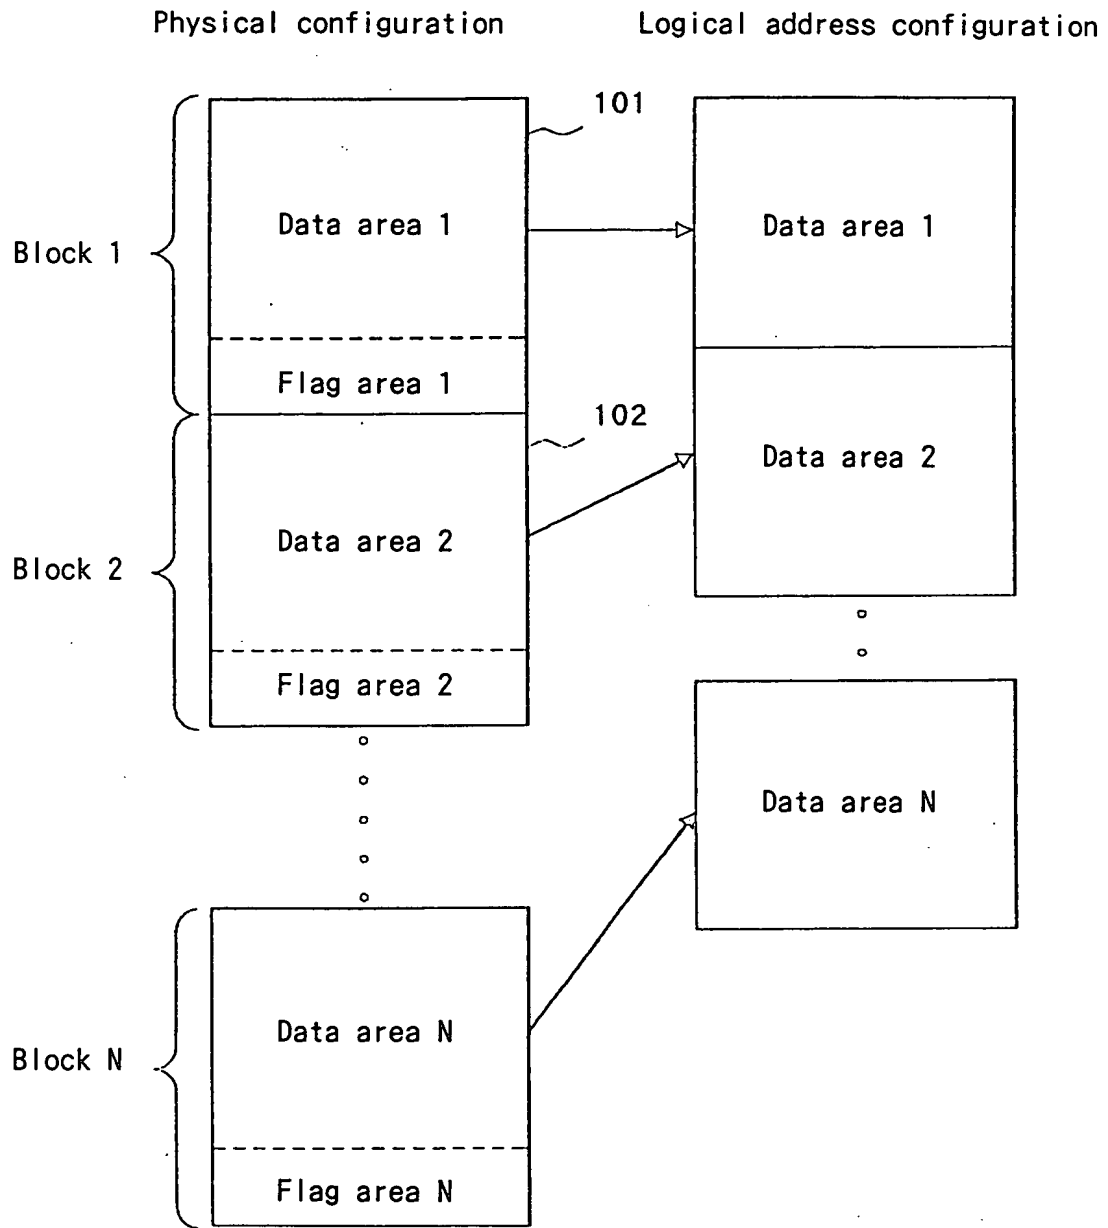 Physical configuration
Logical address configuration
101
Data area 1
Data area 1
Block 1
Flag area 1
102
Data area 2
Data area 2
Block 2
Flag area 2
Data area N
Data area N
Block N
Flag area N